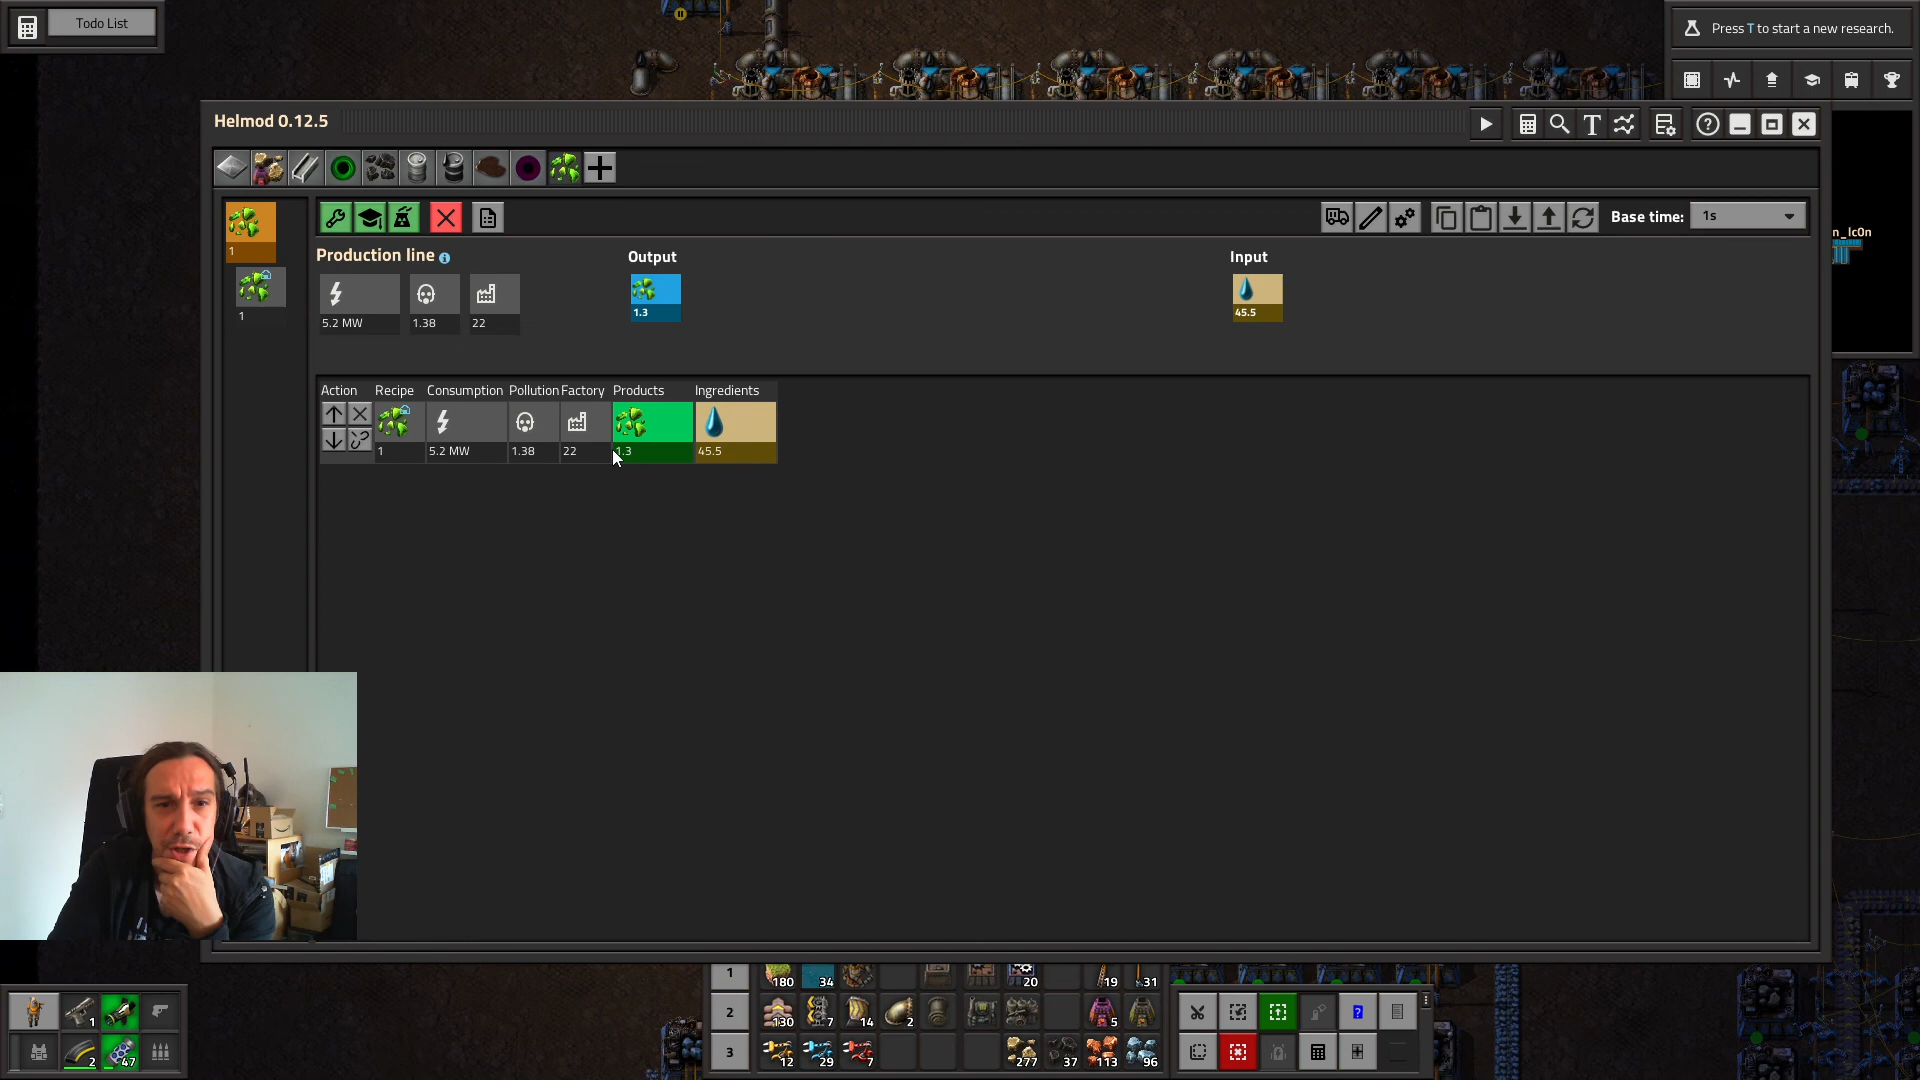 Todo List
Press T to start a new research.
Helmod 0.12.5
1
1
Base time: 1s
Production line
Output
Input
5.2 MW
1.38
22
1.3
45.5
Action Recipe Consumption Pollution Factory Products Ingredients
1 5.2 MW 1.38 22 1.3 45.5
n_Ic0n
1 180 34 20 19 31
2 130 7 14 2 5
3 12 29 7 277 37 113 96
1
2 47